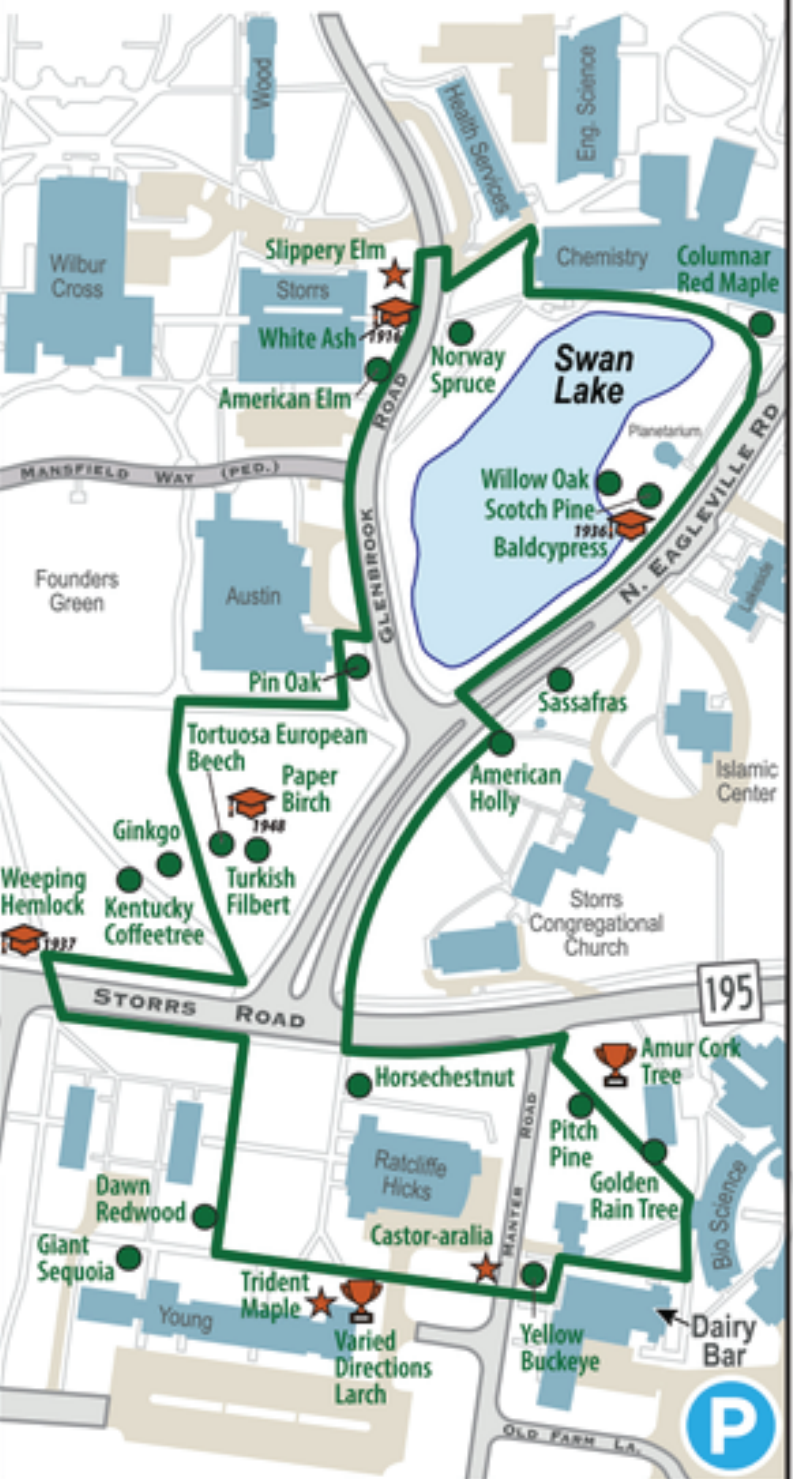 Wood
Health Services
Eng. Science
Wilbur
Cross
Slippery Elm
Storrs
Chemistry
Columnar
Red Maple
White Ash
1916
American Elm
ROAD
Norway
Spruce
Swan
Lake
Planetarium
MANSFIELD WAY (PED.)
Willow Oak
Scotch Pine
1936
Baldcypress
N. EAGLEVILLE RD
Lakeside
Founders
Green
Austin
GLENBROOK
Pin Oak
Sassafras
Tortuosa European
Beech
Paper
Birch
1948
American
Holly
Islamic
Center
Ginkgo
Turkish
Filbert
Weeping
Hemlock
1937
Kentucky
Coffeetree
Storrs
Congregational
Church
STORRS ROAD
195
Horsechestnut
Amur Cork
Tree
Pitch
Pine
Ratcliffe
Hicks
MANTER ROAD
Golden
Rain Tree
Bio Science
Dawn
Redwood
Castor-aralia
Giant
Sequoia
Trident
Maple
Young
Varied
Directions
Larch
Yellow
Buckeye
Dairy
Bar
P
OLD FARM LA.